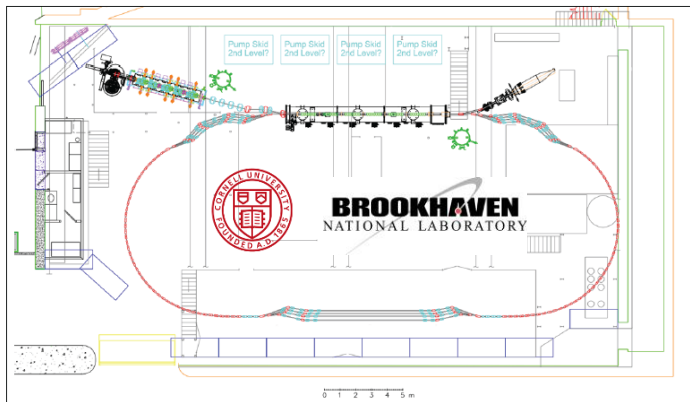 Pump Skid Pump Skid Pump Skid Pump Skid
2nd Level? 2nd Level? 2nd Level? 2nd Level?
CORNELL UNIVERSITY
FOUNDED A.D. 1865
BROOKHAVEN
NATIONAL LABORATORY
0 1 2 3 4 5 m